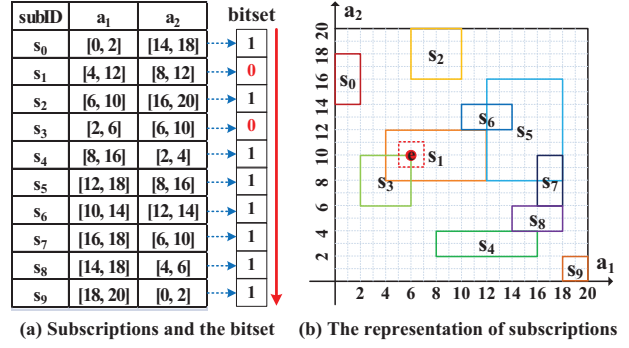 subID a1 a2 bitset
s0 [0, 2] [14, 18] 1
s1 [4, 12] [8, 12] 0
s2 [6, 10] [16, 20] 1
s3 [2, 6] [6, 10] 0
s4 [8, 16] [2, 4] 1
s5 [12, 18] [8, 16] 1
s6 [10, 14] [12, 14] 1
s7 [16, 18] [6, 10] 1
s8 [14, 18] [4, 6] 1
s9 [18, 20] [0, 2] 1
(a) Subscriptions and the bitset
a2
20
18
16
14
12
10
8
6
4
2
s0
s2
s6
s5
e
s1
s3
s7
s8
s4
s9
a1
2 4 6 8 10 12 14 16 18 20
(b) The representation of subscriptions